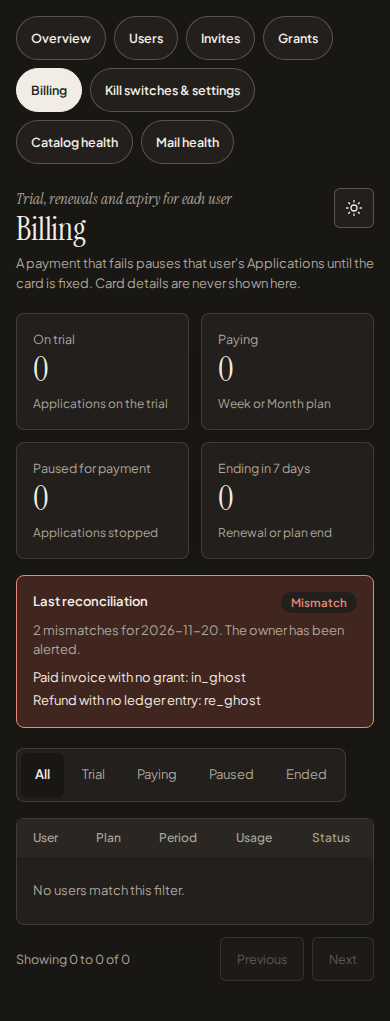 Overview Users Invites Grants
Billing Kill switches & settings
Catalog health Mail health
Trial, renewals and expiry for each user
Billing
A payment that fails pauses that user's Applications until the
card is fixed. Card details are never shown here.
On trial
0
Applications on the trial
Paying
0
Week or Month plan
Paused for payment
0
Applications stopped
Ending in 7 days
0
Renewal or plan end
Last reconciliation Mismatch
2 mismatches for 2026-11-20. The owner has been
alerted.
Paid invoice with no grant: in_ghost
Refund with no ledger entry: re_ghost
All Trial Paying Paused Ended
User Plan Period Usage Status
No users match this filter.
Showing 0 to 0 of 0 Previous Next